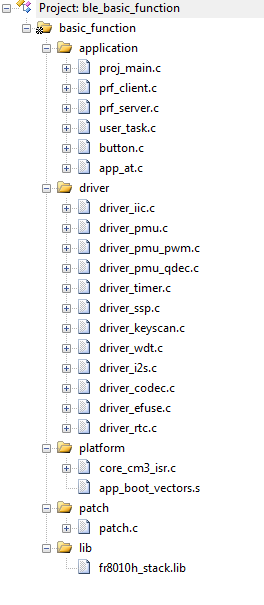 Project: ble_basic_function
basic_function
application
proj_main.c
prf_client.c
prf_server.c
user_task.c
button.c
app_at.c
driver
driver_iic.c
driver_pmu.c
driver_pmu_pwm.c
driver_pmu_qdec.c
driver_timer.c
driver_ssp.c
driver_keyscan.c
driver_wdt.c
driver_i2s.c
driver_codec.c
driver_efuse.c
driver_rtc.c
platform
core_cm3_isr.c
app_boot_vectors.s
patch
patch.c
lib
fr8010h_stack.lib